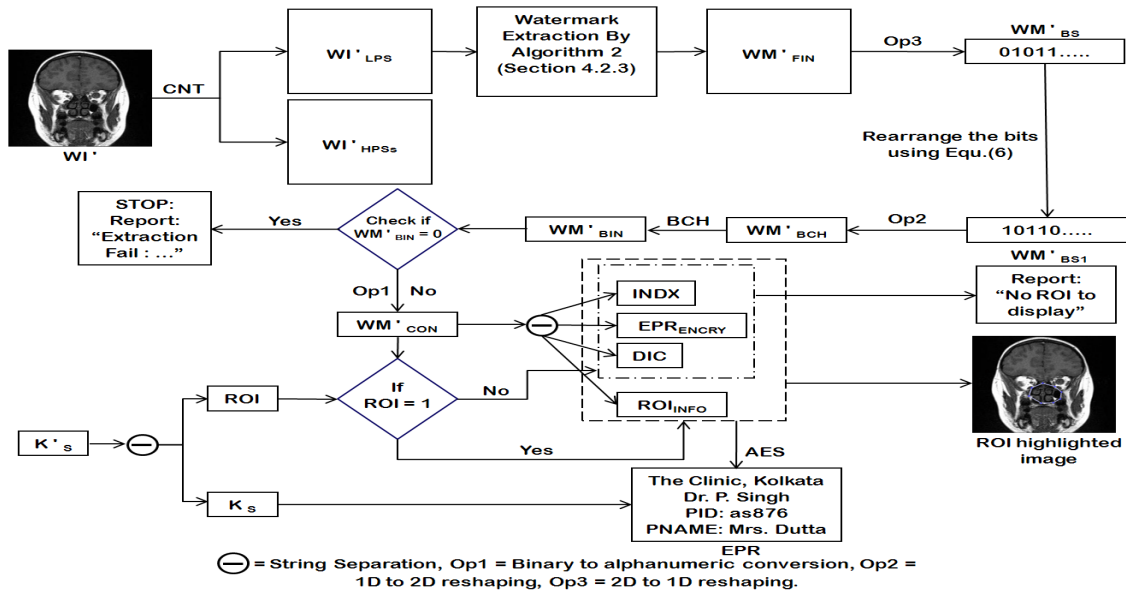 WI'
CNT
WI'LPS
WI'HPSs
Watermark
Extraction By
Algorithm 2
(Section 4.2.3)
WM'FIN
Op3
WM'BS
01011.....
Rearrange the bits
using Equ.(6)
10110.....
WM'BS1
Op2
WM'BCH
BCH
WM'BIN
Check if
WM'BIN = 0
Yes
STOP:
Report:
“Extraction
Fail : ...”
Op1
No
WM'CON
INDX
EPRENCRY
DIC
ROIINFO
Report:
“No ROI to
display”
If
ROI = 1
No
Yes
ROI
K'S
KS
AES
ROI highlighted
image
The Clinic, Kolkata
Dr. P. Singh
PID: as876
PNAME: Mrs. Dutta
EPR
= String Separation, Op1 = Binary to alphanumeric conversion, Op2 =
1D to 2D reshaping, Op3 = 2D to 1D reshaping.